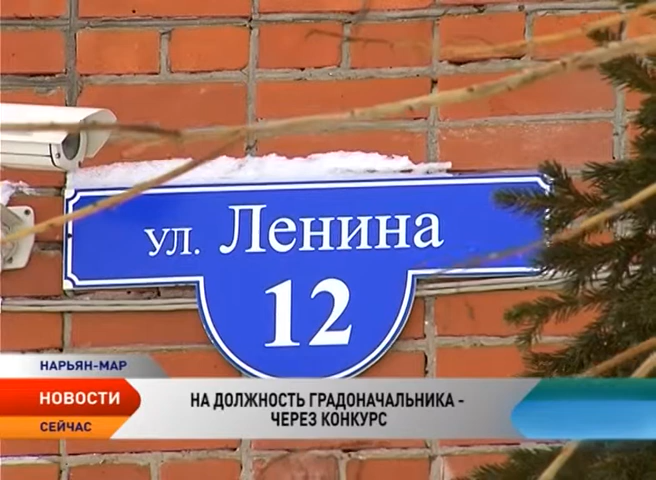 ул. Ленина
12
НАРЬЯН-МАР
НОВОСТИ
СЕЙЧАС
НА ДОЛЖНОСТЬ ГРАДОНАЧАЛЬНИКА -
ЧЕРЕЗ КОНКУРС